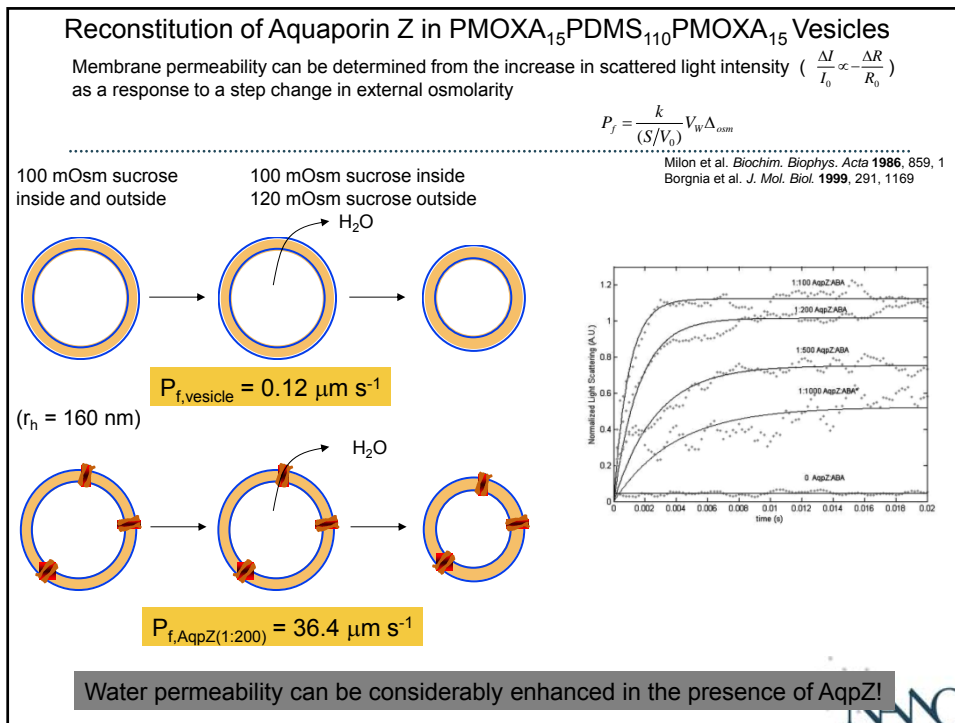 Reconstitution of Aquaporin Z in PMOXA₁₅PDMS₁₁₀PMOXA₁₅ Vesicles
Membrane permeability can be determined from the increase in scattered light intensity ( ΔI/I₀ ∝ -ΔR/R₀ )
as a response to a step change in external osmolarity
P_f = k/(S/V₀) V_W Δ_osm
Milon et al. Biochim. Biophys. Acta 1986, 859, 1
Borgnia et al. J. Mol. Biol. 1999, 291, 1169
100 mOsm sucrose
inside and outside
100 mOsm sucrose inside
120 mOsm sucrose outside
H₂O
P_f,vesicle = 0.12 μm s⁻¹
(r_h = 160 nm)
H₂O
P_f,AqpZ(1:200) = 36.4 μm s⁻¹
Normalized Light Scattering (A.U.)
1.2
1
0.8
0.6
0.4
0.2
0
1:100 AqpZ:ABA
1:200 AqpZ:ABA
1:500 AqpZ:ABA
1:1000 AqpZ:ABA*
0 AqpZ:ABA
0 0.002 0.004 0.006 0.008 0.01 0.012 0.014 0.016 0.018 0.02
time (s)
Water permeability can be considerably enhanced in the presence of AqpZ!
NANO